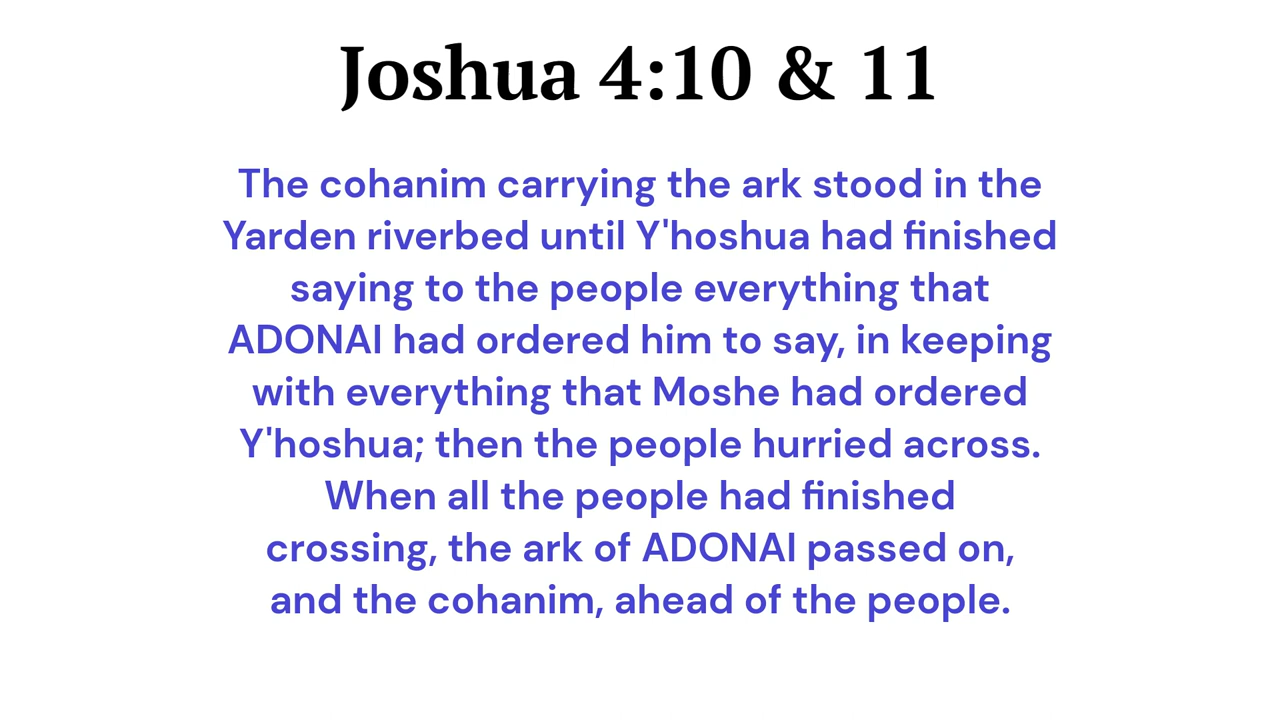 Joshua 4:10 & 11
The cohanim carrying the ark stood in the
Yarden riverbed until Y'hoshua had finished
saying to the people everything that
ADONAI had ordered him to say, in keeping
with everything that Moshe had ordered
Y'hoshua; then the people hurried across.
When all the people had finished
crossing, the ark of ADONAI passed on,
and the cohanim, ahead of the people.